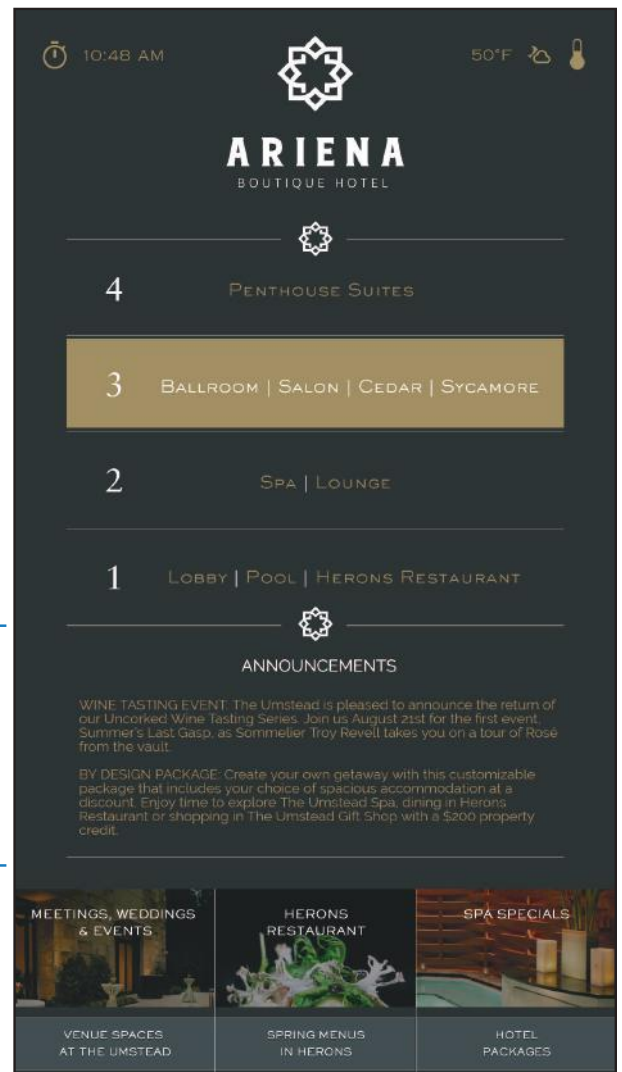 10:48 AM
50°F
ARIENA
BOUTIQUE HOTEL
4 PENTHOUSE SUITES
3 BALLROOM | SALON | CEDAR | SYCAMORE
2 SPA | LOUNGE
1 LOBBY | POOL | HERONS RESTAURANT
ANNOUNCEMENTS
WINE TASTING EVENT: The Umstead is pleased to announce the return of
our Uncorked Wine Tasting Series. Join us August 21st for the first event,
Summer's Last Gasp, as Sommelier Troy Revell takes you on a tour of Rosé
from the vault.
BY DESIGN PACKAGE: Create your own getaway with this customizable
package that includes your choice of spacious accommodation at a
discount. Enjoy time to explore The Umstead Spa, dining in Herons
Restaurant or shopping in The Umstead Gift Shop with a $200 property
credit.
MEETINGS, WEDDINGS
& EVENTS
HERONS
RESTAURANT
SPA SPECIALS
VENUE SPACES
AT THE UMSTEAD
SPRING MENUS
IN HERONS
HOTEL
PACKAGES